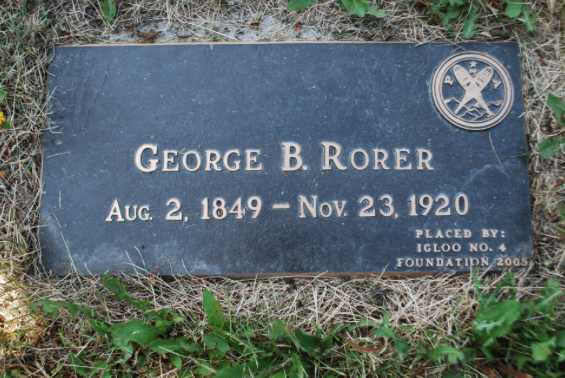 GEORGE B. RORER
AUG. 2, 1849 – NOV. 23, 1920
PLACED BY:
IGLOO NO. 4
FOUNDATION 2005